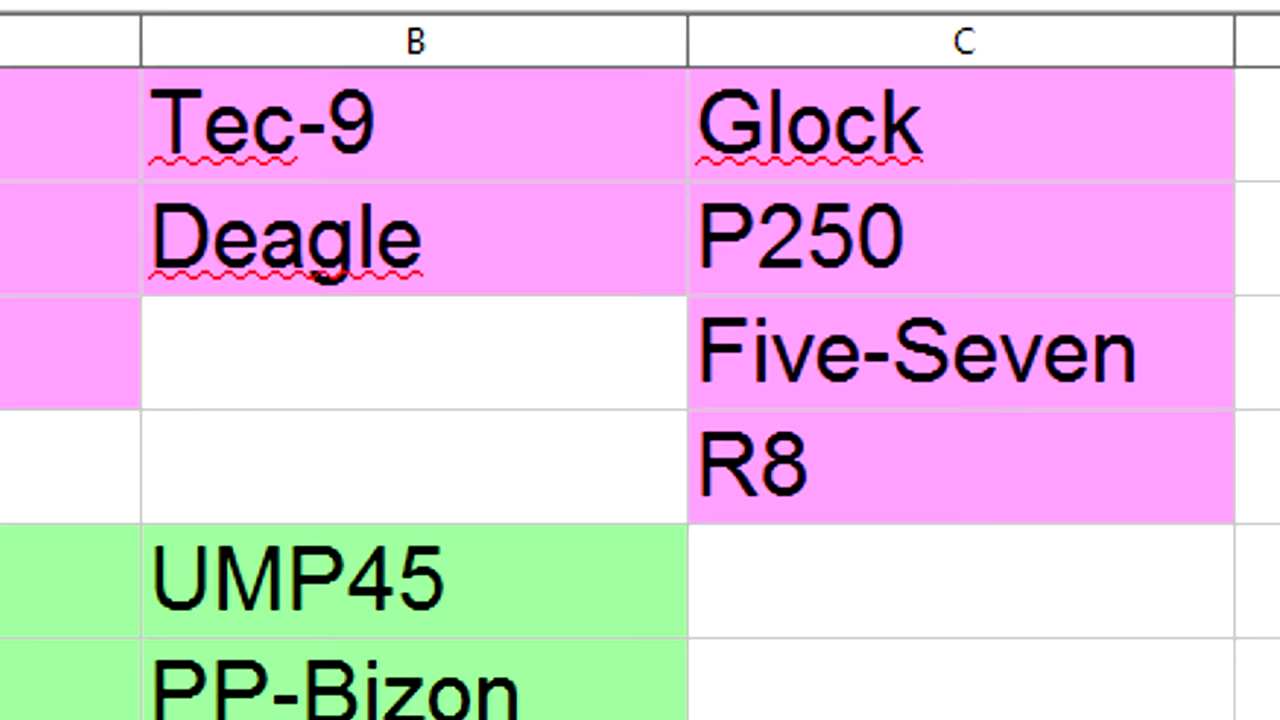 B C
Tec-9 Glock
Deagle P250
Five-Seven
R8
UMP45
PP-Bizon